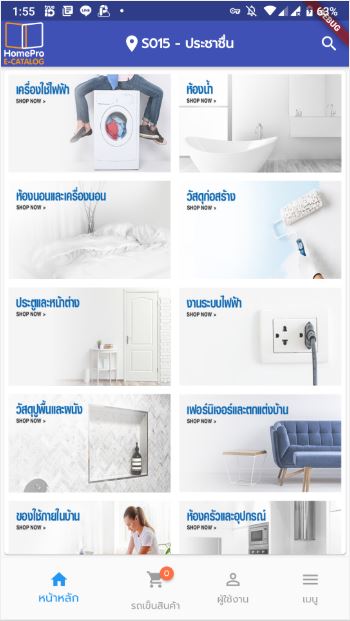 1:55
63%
DEBUG
HomePro
E-CATALOG
S015 - ประชาชื่น
เครื่องใช้ไฟฟ้า
SHOP NOW >
ห้องน้ำ
SHOP NOW >
ห้องนอนและเครื่องนอน
SHOP NOW >
วัสดุก่อสร้าง
SHOP NOW >
ประตูและหน้าต่าง
SHOP NOW >
งานระบบไฟฟ้า
SHOP NOW >
วัสดุปูพื้นและผนัง
SHOP NOW >
เฟอร์นิเจอร์และตกแต่งบ้าน
SHOP NOW >
ของใช้ภายในบ้าน
SHOP NOW >
ห้องครัวและอุปกรณ์
SHOP NOW >
0
หน้าหลัก
รถเข็นสินค้า
ผู้ใช้งาน
เมนู